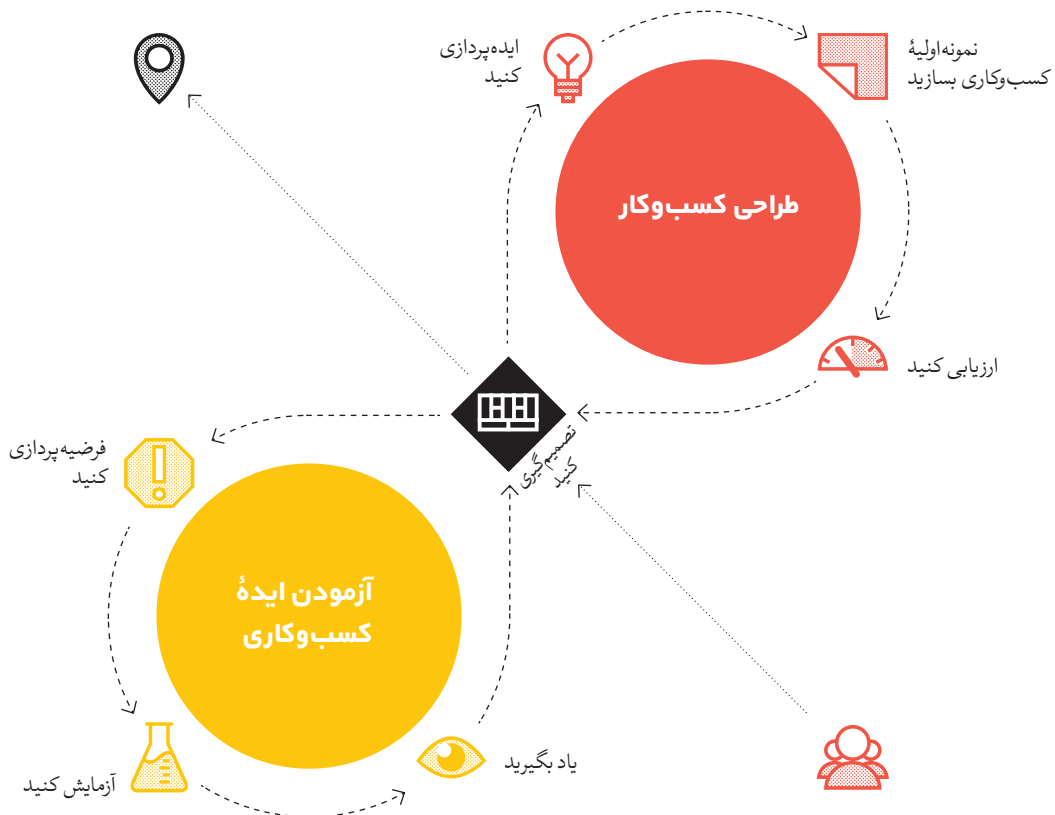 ایده‌پردازی
کنید
نمونه‌اولیهٔ
کسب‌وکاری بسازید
طراحی کسب‌وکار
ارزیابی کنید
تصمیم‌گیری
کنید
فرضیه‌پردازی
کنید
آزمودن ایدهٔ
کسب‌وکاری
یاد بگیرید
آزمایش کنید